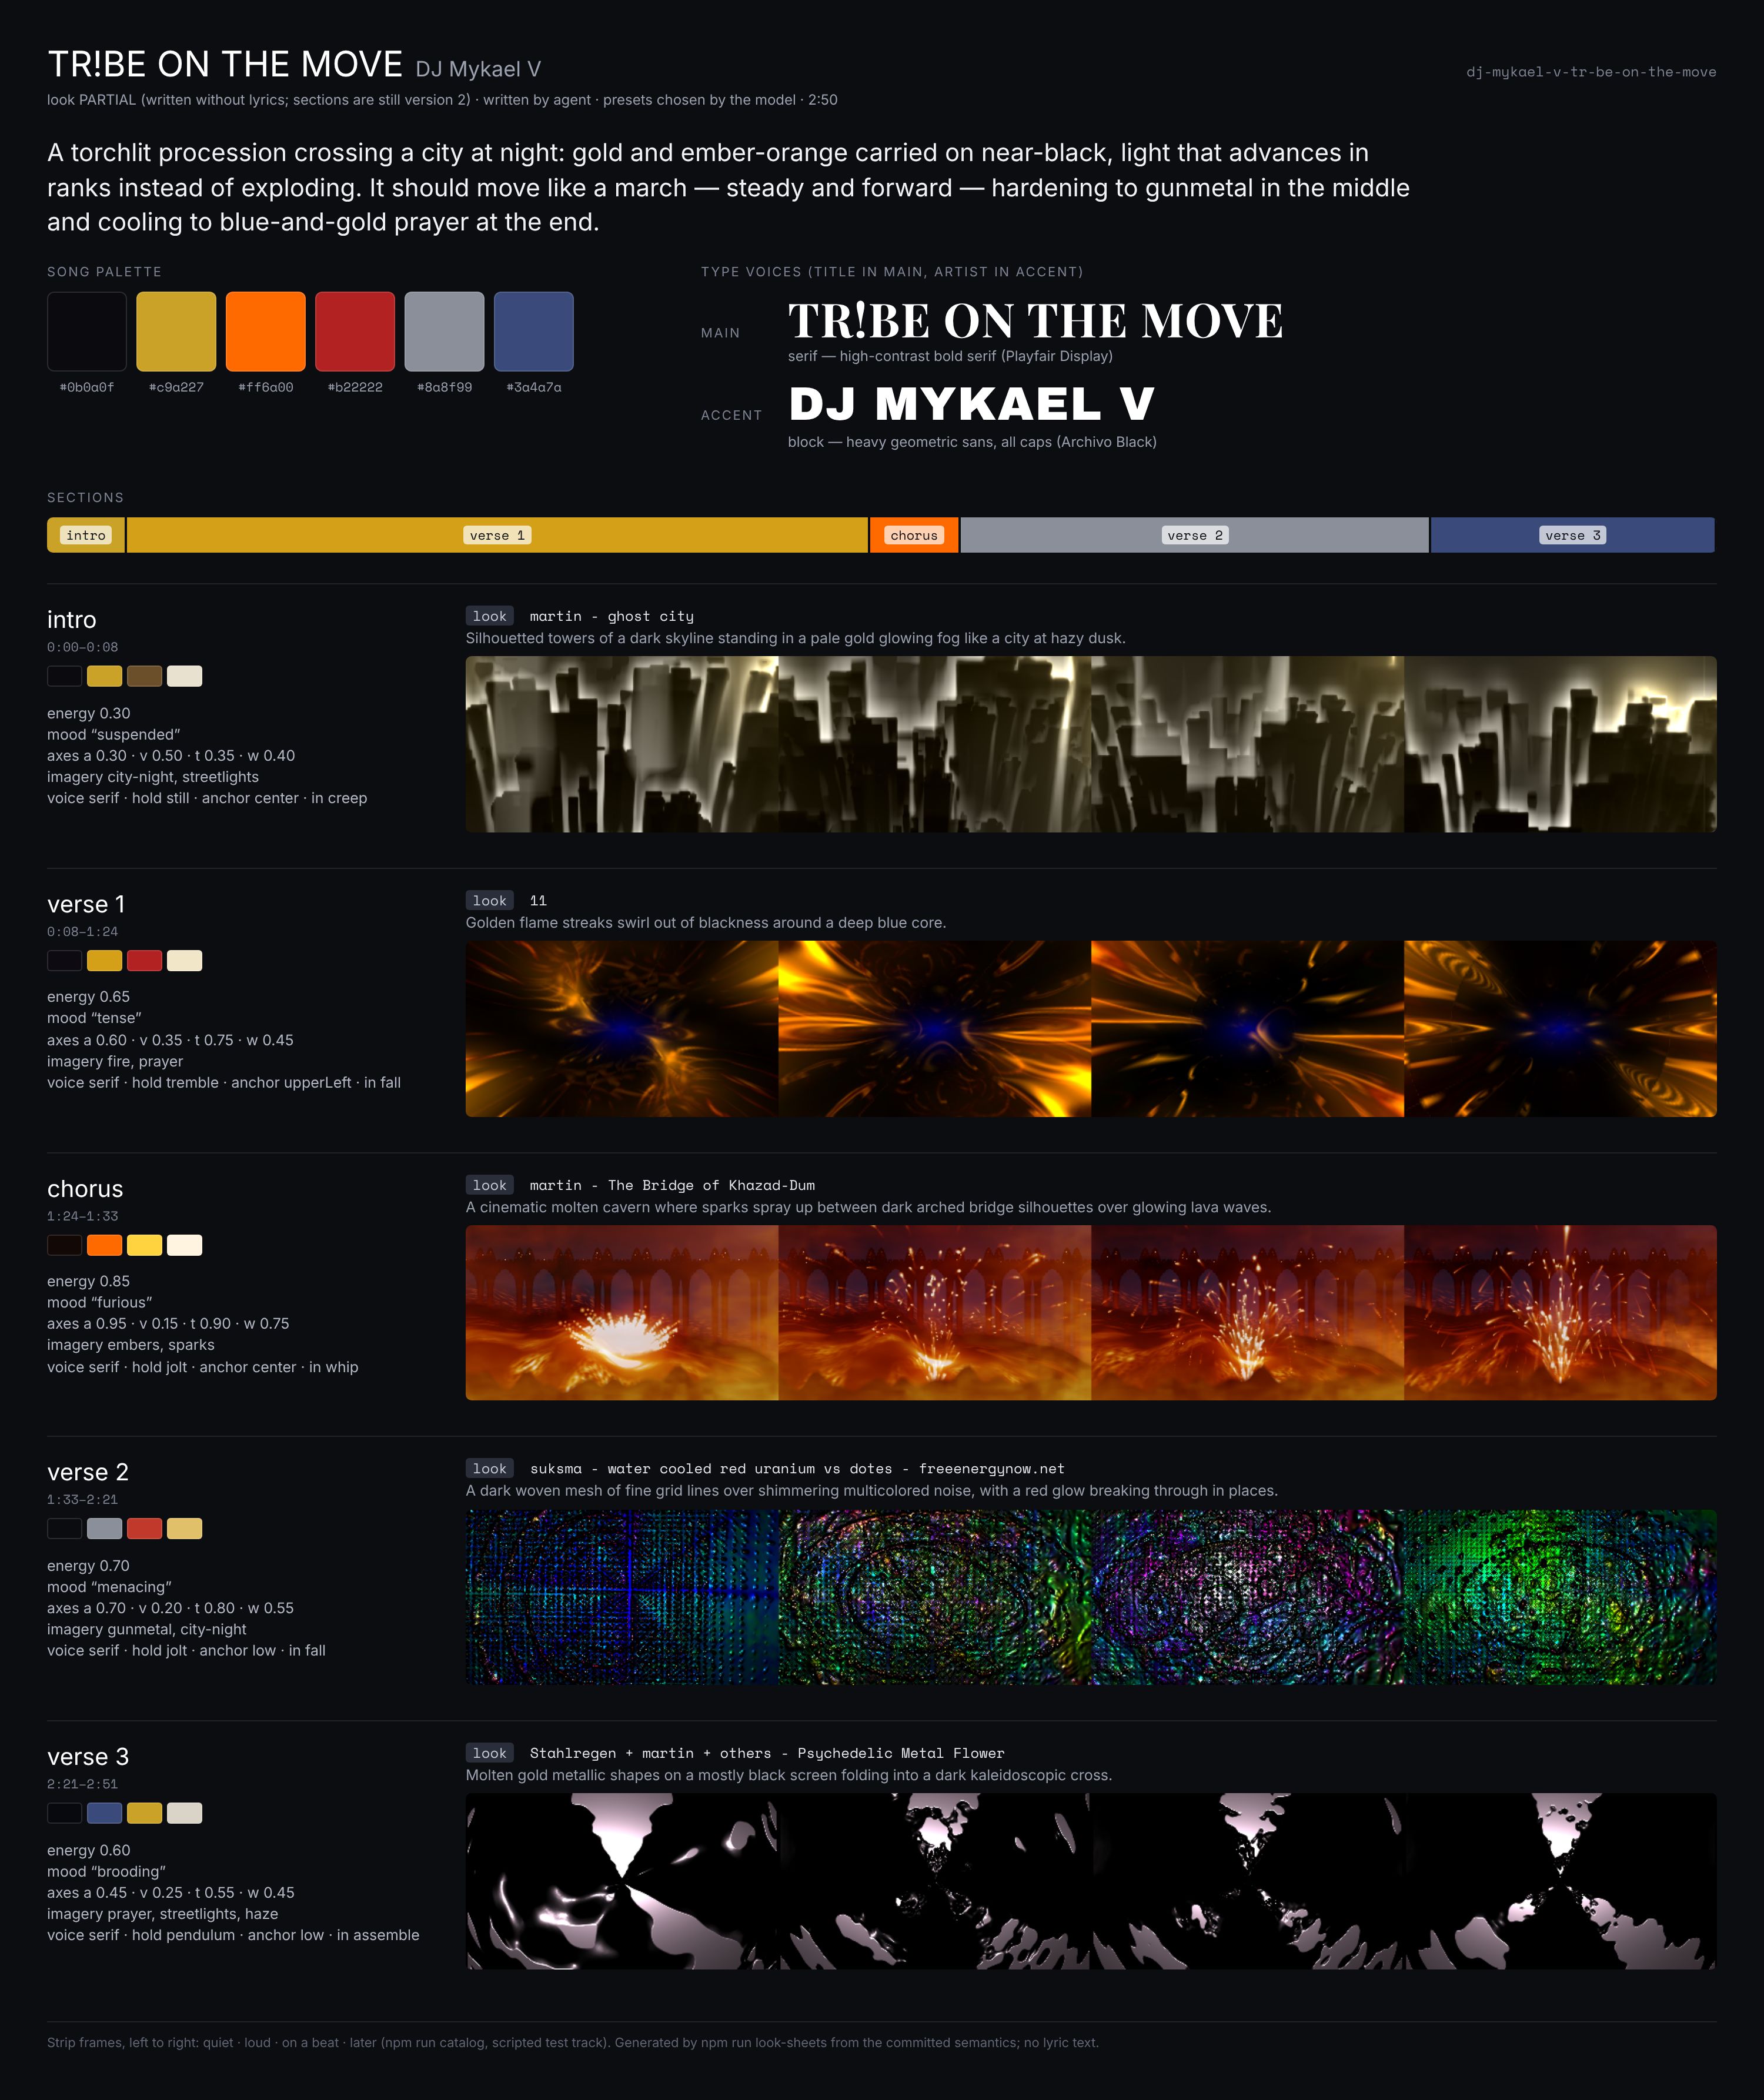 TR!BE ON THE MOVE DJ Mykael V
dj-mykael-v-tr-be-on-the-move
look PARTIAL (written without lyrics; sections are still version 2) · written by agent · presets chosen by the model · 2:50
A torchlit procession crossing a city at night: gold and ember-orange carried on near-black, light that advances in
ranks instead of exploding. It should move like a march — steady and forward — hardening to gunmetal in the middle
and cooling to blue-and-gold prayer at the end.
SONG PALETTE
#0b0a0f #c9a227 #ff6a00 #b22222 #8a8f99 #3a4a7a
TYPE VOICES (TITLE IN MAIN, ARTIST IN ACCENT)
MAIN TR!BE ON THE MOVE
serif — high-contrast bold serif (Playfair Display)
ACCENT DJ MYKAEL V
block — heavy geometric sans, all caps (Archivo Black)
SECTIONS
intro verse 1 chorus verse 2 verse 3
intro
0:00–0:08
energy 0.30
mood “suspended”
axes a 0.30 · v 0.50 · t 0.35 · w 0.40
imagery city-night, streetlights
voice serif · hold still · anchor center · in creep
look martin - ghost city
Silhouetted towers of a dark skyline standing in a pale gold glowing fog like a city at hazy dusk.
verse 1
0:08–1:24
energy 0.65
mood “tense”
axes a 0.60 · v 0.35 · t 0.75 · w 0.45
imagery fire, prayer
voice serif · hold tremble · anchor upperLeft · in fall
look 11
Golden flame streaks swirl out of blackness around a deep blue core.
chorus
1:24–1:33
energy 0.85
mood “furious”
axes a 0.95 · v 0.15 · t 0.90 · w 0.75
imagery embers, sparks
voice serif · hold jolt · anchor center · in whip
look martin - The Bridge of Khazad-Dum
A cinematic molten cavern where sparks spray up between dark arched bridge silhouettes over glowing lava waves.
verse 2
1:33–2:21
energy 0.70
mood “menacing”
axes a 0.70 · v 0.20 · t 0.80 · w 0.55
imagery gunmetal, city-night
voice serif · hold jolt · anchor low · in fall
look suksma - water cooled red uranium vs dotes - freeenergynow.net
A dark woven mesh of fine grid lines over shimmering multicolored noise, with a red glow breaking through in places.
verse 3
2:21–2:51
energy 0.60
mood “brooding”
axes a 0.45 · v 0.25 · t 0.55 · w 0.45
imagery prayer, streetlights, haze
voice serif · hold pendulum · anchor low · in assemble
look Stahlregen + martin + others - Psychedelic Metal Flower
Molten gold metallic shapes on a mostly black screen folding into a dark kaleidoscopic cross.
Strip frames, left to right: quiet · loud · on a beat · later (npm run catalog, scripted test track). Generated by npm run look-sheets from the committed semantics; no lyric text.